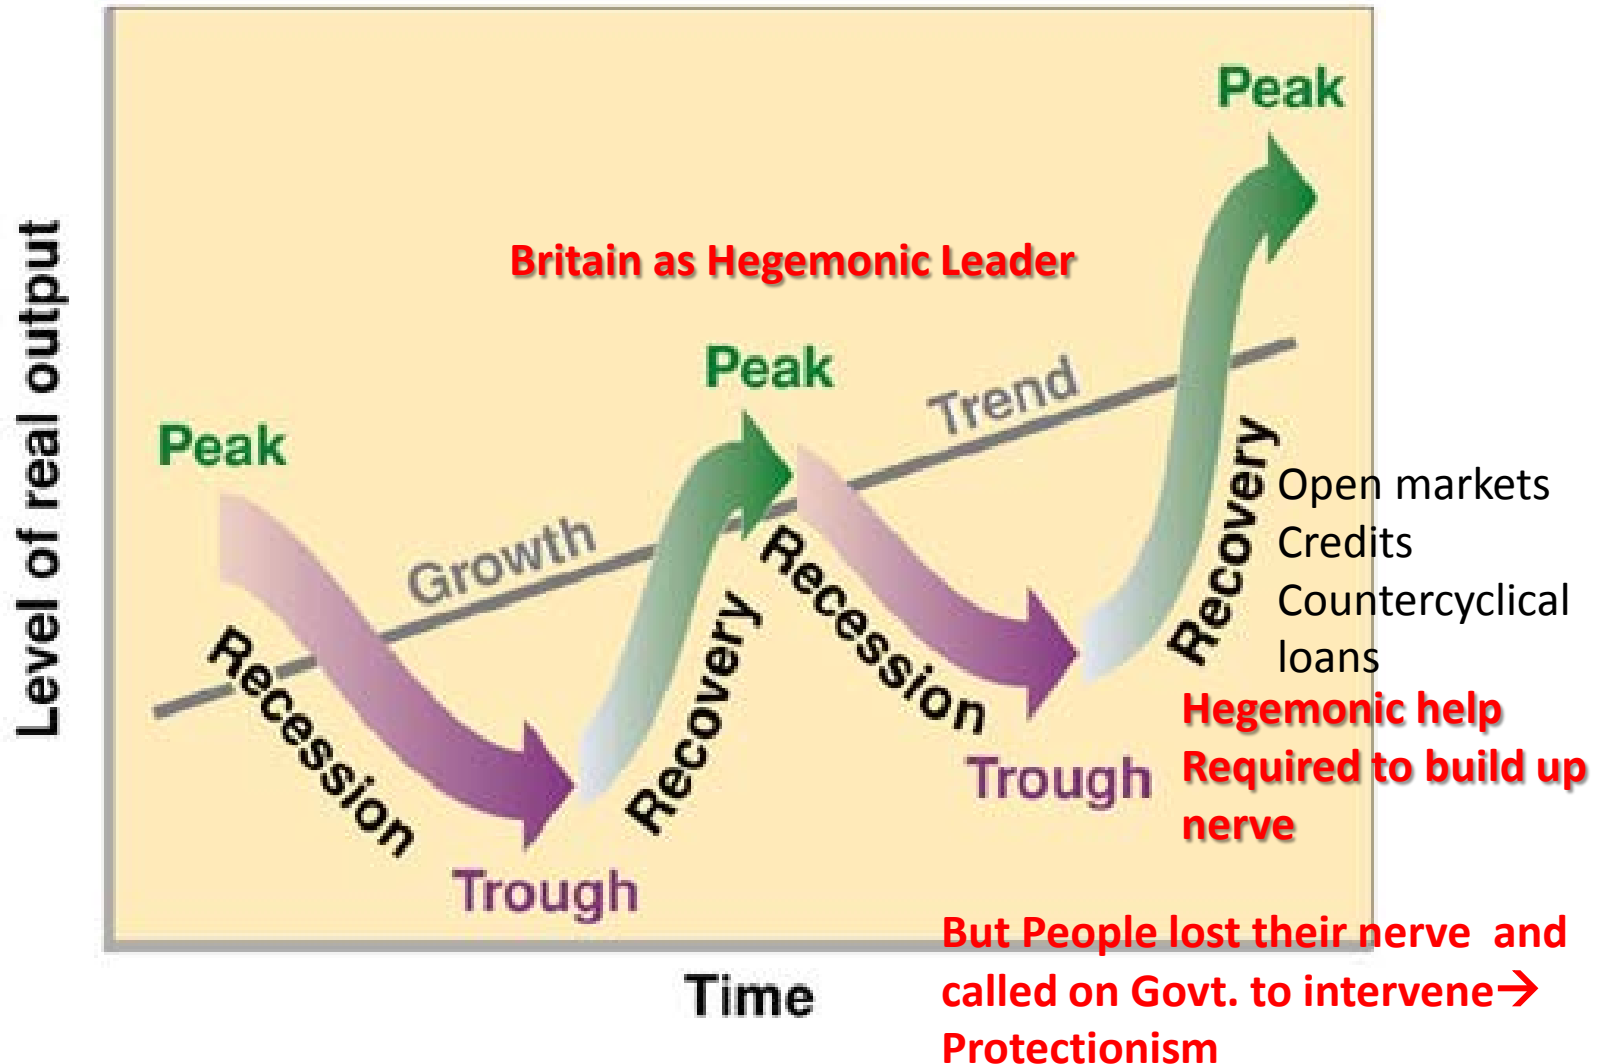 Peak
Britain as Hegemonic Leader
Peak
Trend
Peak
Growth
Level of real output
Recession
Recovery
Recession
Recovery
Open markets
Credits
Countercyclical
loans
Hegemonic help
Required to build up
nerve
Trough
Trough
But People lost their nerve and
called on Govt. to intervene→
Protectionism
Time